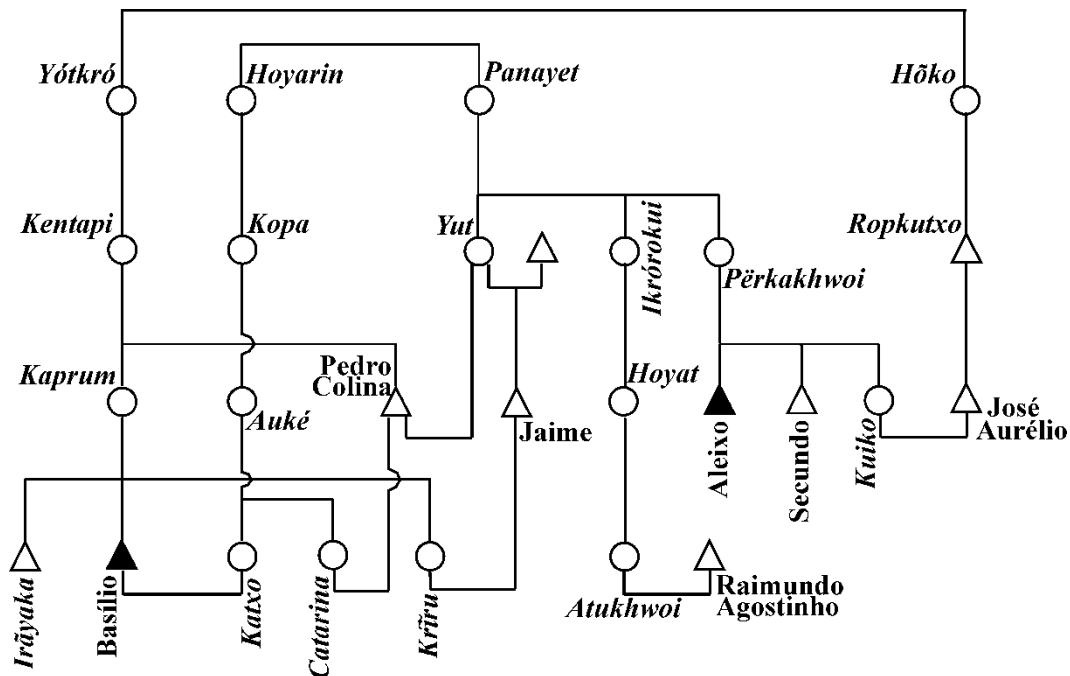 Yótkró
Hoyarin
Panayet
Hõko
Kentapi
Kopa
Yut
Ikrórokui
Përkakhwoi
Ropkutxo
Kaprum
Auké
Pedro
Colina
Jaime
Hoyat
Aleixo
Secundo
Kuiko
José
Aurélio
Irãyaka
Basílio
Katxo
Catarina
Krĩru
Atukhwoi
Raimundo
Agostinho